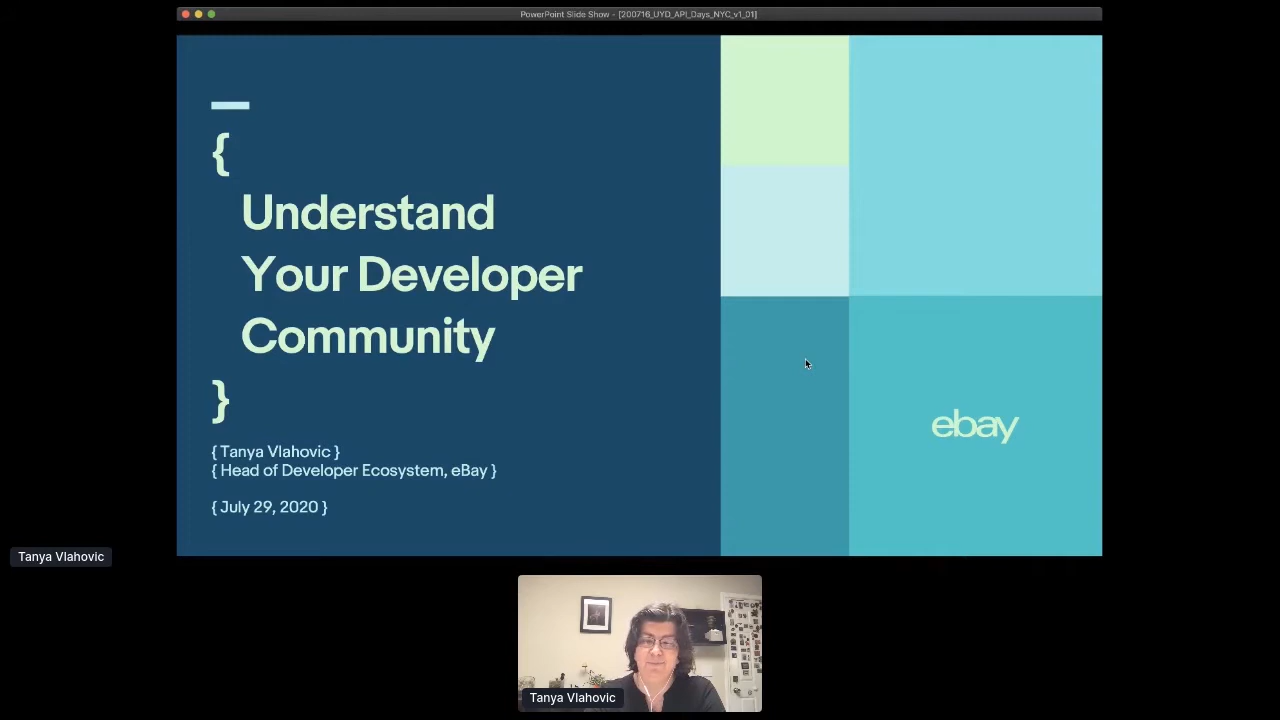 PowerPoint Slide Show - [200716_UYD_API_Days_NYC_v1_01]
{
Understand
Your Developer
Community
}
{ Tanya Vlahovic }
{ Head of Developer Ecosystem, eBay }
{ July 29, 2020 }
ebay
Tanya Vlahovic
Tanya Vlahovic